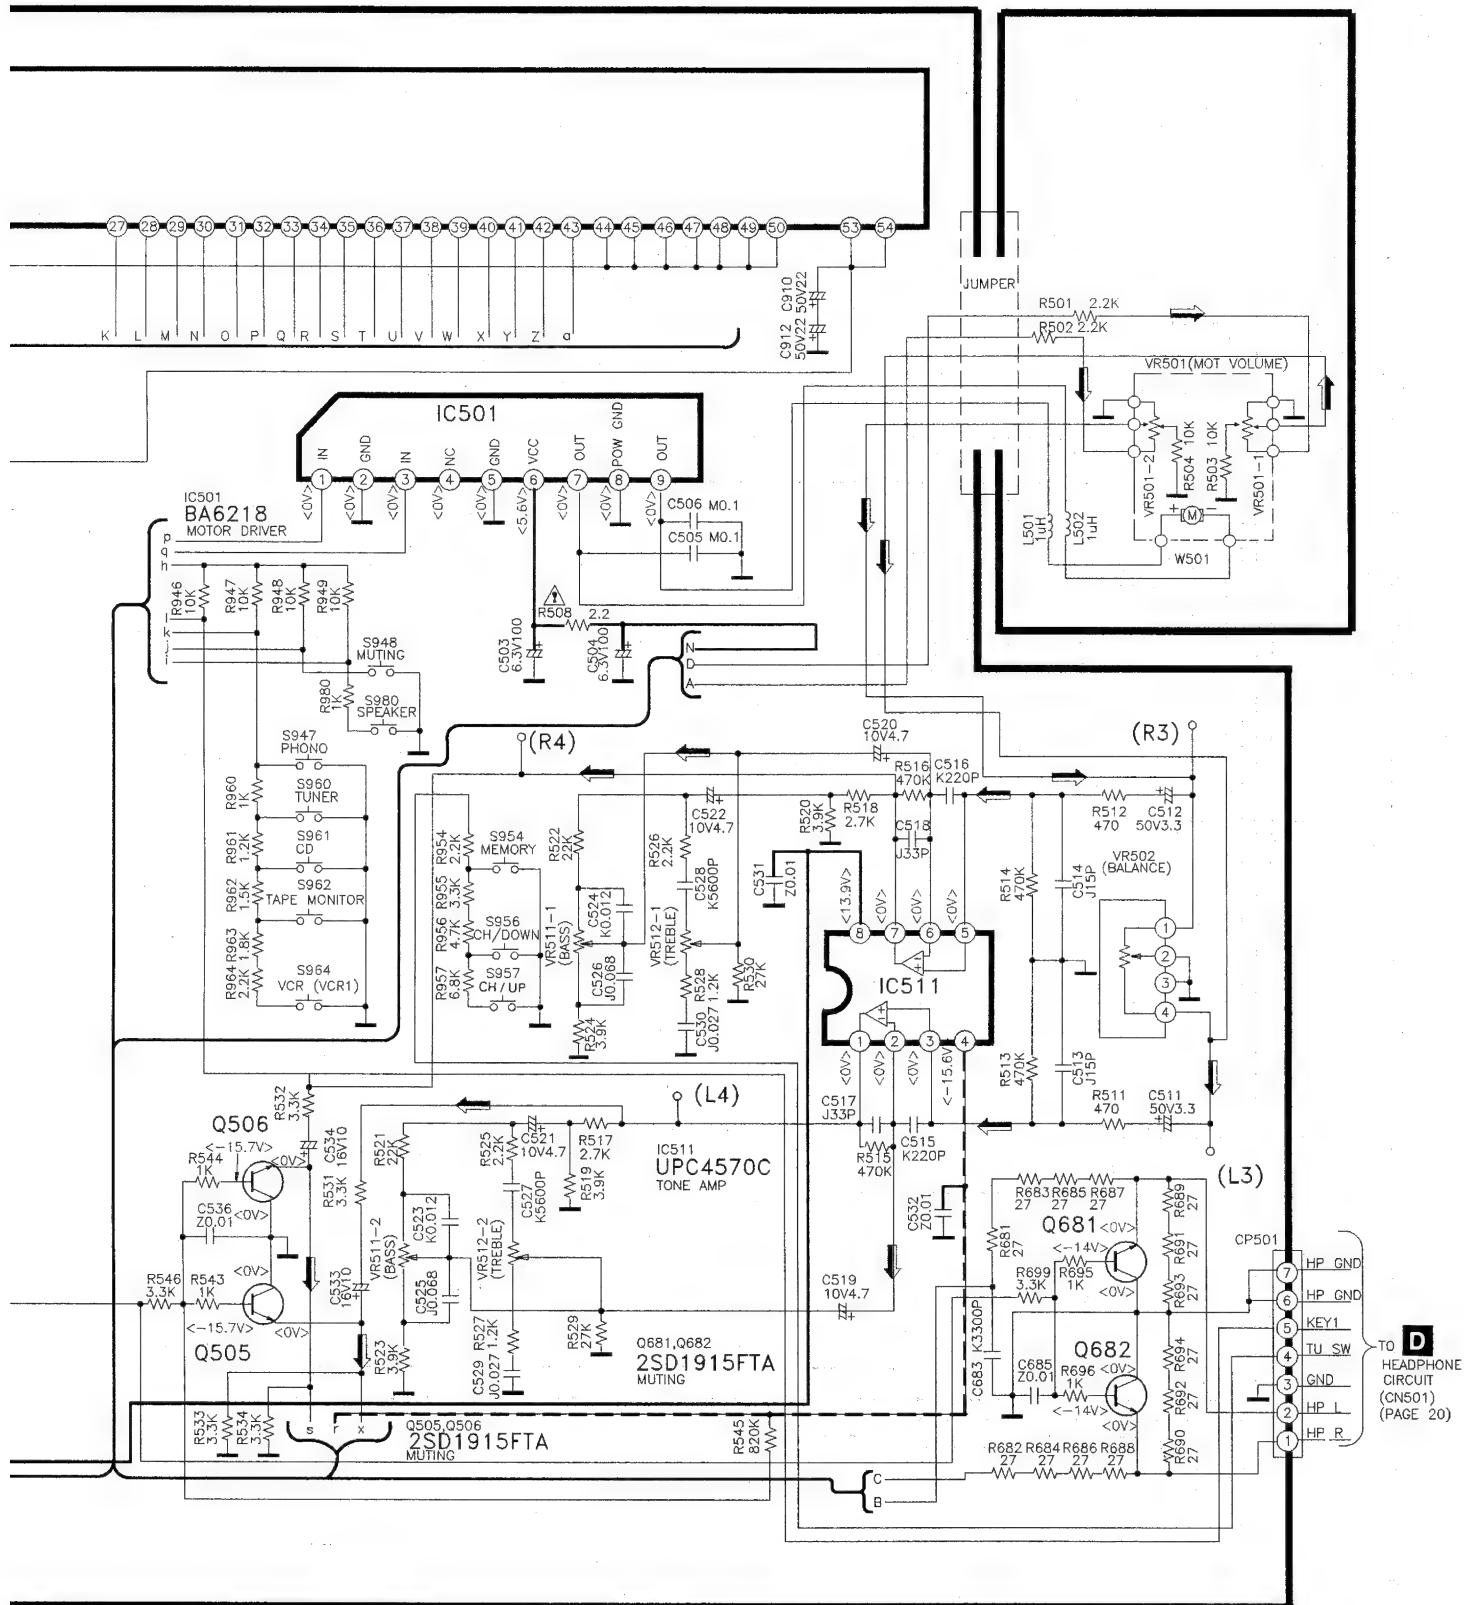 27 28 29 30 31 32 33 34 35 36 37 38 39 40 41 42 43 44 45 46 47 48 49 50 53 54
K L M N O P Q R S T U V W X Y Z a
C910 50V22
C912 50V22
JUMPER
R501 2.2K
R502 2.2K
VR501(MOT VOLUME)
R504 10K
R503 10K
VR501-2
VR501-1
+ M -
W501
L501 1uH
L502 1uH
IC501
IN GND IN NC GND VCC OUT POW GND OUT
1 2 3 4 5 6 7 8 9
<0V> <0V> <0V> <0V> <0V> <5.6V> <0V> <0V> <0V>
IC501
BA6218
MOTOR DRIVER
p
q
h
l
k
j
i
C506 M0.1
C505 M0.1
R946 10K
R947 10K
R948 10K
R949 10K
R508 2.2
C503 6.3V100
C504 6.3V100
N
D
A
S948
MUTING
R980 1K
S980
SPEAKER
S947
PHONO
R960 1K
S960
TUNER
R961 1.2K
S961
CD
R962 1.5K
S962
TAPE MONITOR
R963 1.8K
R964 2.2K
S964
VCR (VCR1)
(R4)
(R3)
C520
10V4.7
R516
470K
C516
K220P
R518
2.7K
C518
J33P
R520 3.9K
C522
10V4.7
R512
470
C512
50V3.3
VR502
(BALANCE)
1
2
3
4
R514 470K
C514 J15P
R513 470K
C513 J15P
R511
470
C511
50V3.3
R954 2.2K
S954
MEMORY
R955 3.3K
R956 4.7K
S956
CH/DOWN
R957 6.8K
S957
CH/UP
R522 22K
VR511-1
(BASS)
C524 K0.012
C526 J0.068
R524 3.9K
R526 2.2K
C528 K5600P
VR512-1
(TREBLE)
R528 1.2K
C530 J0.027
R530 27K
C531 Z0.01
<13.9V> <0V> <0V> <0V>
8 7 6 5
IC511
1 2 3 4
<0V> <0V> <0V> <-15.6V>
C517
J33P
R515
470K
C515
K220P
(L4)
(L3)
IC511
UPC4570C
TONE AMP
R532 3.3K
C534 16V10
Q506
<-15.7V>
<0V>
R544
1K
<0V>
C536
Z0.01
R546
3.3K
R543
1K
<0V>
<-15.7V>
<0V>
Q505
R531 3.3K
C533 16V10
R533 3.3K
R534 3.3K
s r x
R521 22K
VR511-2
(BASS)
C523 K0.012
C525 J0.068
R523 3.9K
R525 2.2K
C521
10V4.7
R517
2.7K
R519 3.9K
C527 K5600P
VR512-2
(TREBLE)
R527 1.2K
C529 J0.027
R529 27K
C519
10V4.7
C532 Z0.01
Q681,Q682
2SD1915FTA
MUTING
Q505,Q506
2SD1915FTA
MUTING
R545 820K
R683 R685 R687
27 27 27
R681 27
R689 27
R691 27
R693 27
Q681
<0V>
<-14V>
R699
3.3K
R695
1K
C683 K3300P
C685
Z0.01
R696
1K
Q682
<0V>
<-14V>
<0V>
R694 27
R692 27
R690 27
R682 R684 R686 R688
27 27 27 27
C
B
CP501
7 HP GND
6 HP GND
5 KEY1
4 TU SW
3 GND
2 HP L
1 HP R
TO D
HEADPHONE
CIRCUIT
(CN501)
(PAGE 20)